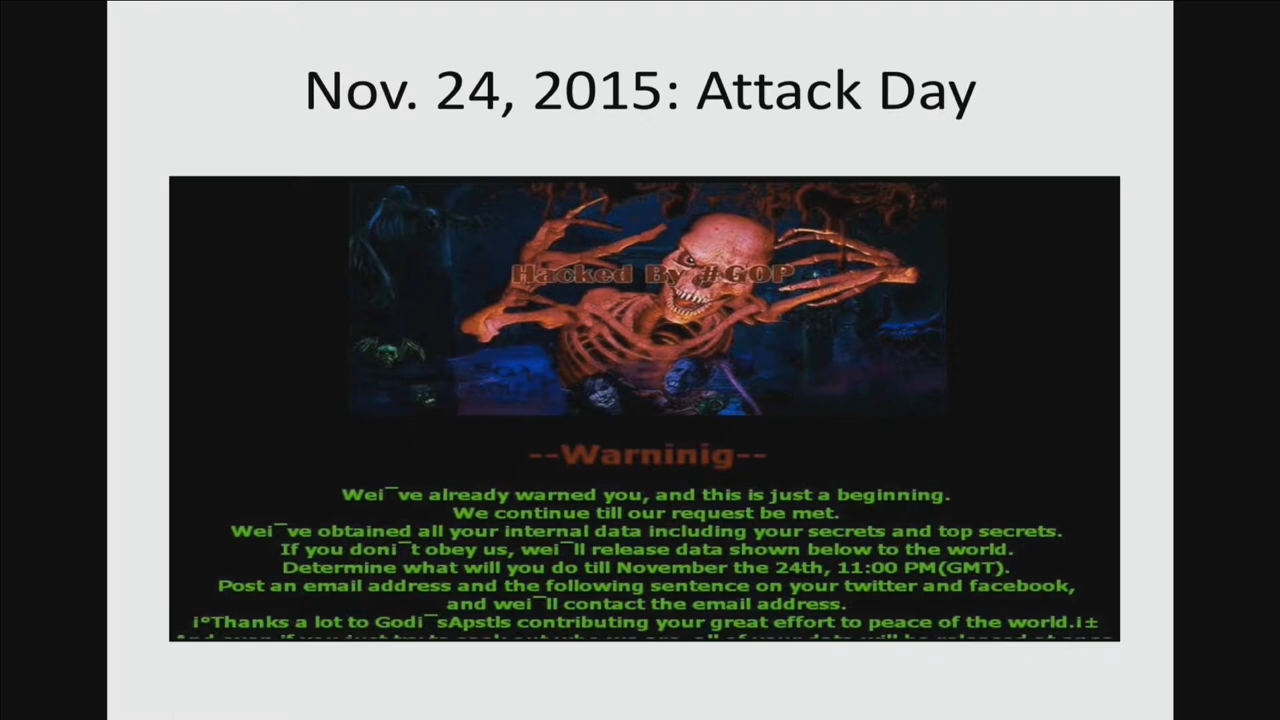 Nov. 24, 2015: Attack Day
Hacked By #GOP
--Warninig--
Wei¯ve already warned you, and this is just a beginning.
We continue till our request be met.
Wei¯ve obtained all your internal data including your secrets and top secrets.
If you doni¯t obey us, wei¯ll release data shown below to the world.
Determine what will you do till November the 24th, 11:00 PM(GMT).
Post an email address and the following sentence on your twitter and facebook,
and wei¯ll contact the email address.
i°Thanks a lot to Godi¯sApstls contributing your great effort to peace of the world.i±